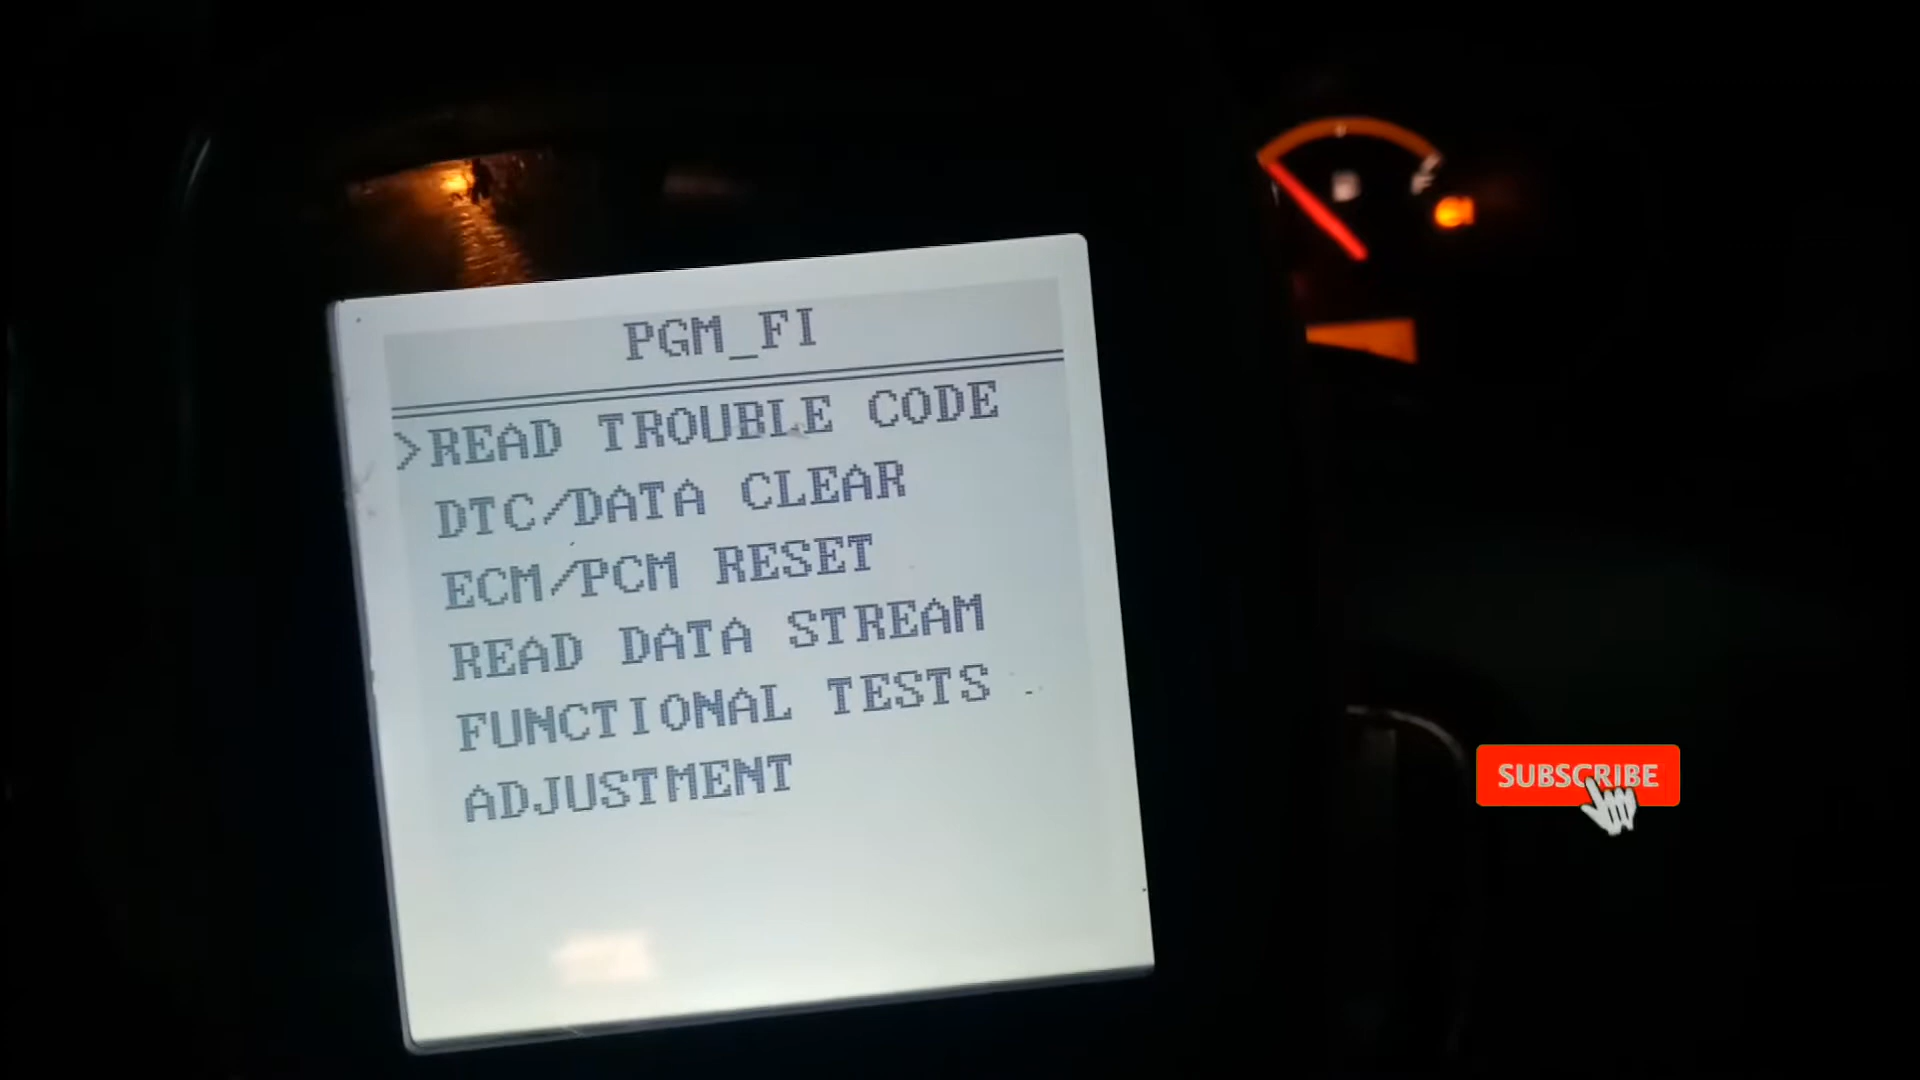 PGM_FI
>READ TROUBLE CODE
DTC/DATA CLEAR
ECM/PCM RESET
READ DATA STREAM
FUNCTIONAL TESTS
ADJUSTMENT
F
SUBSCRIBE